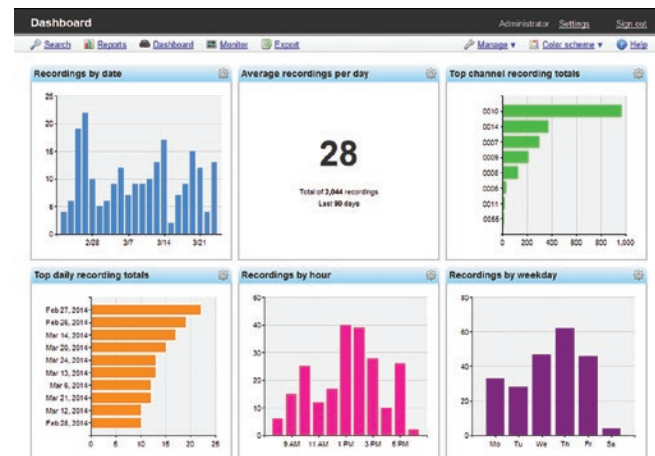 Dashboard
Administrator Settings Sign out
Search Reports Dashboard Monitor Export
Manage ▾ Color scheme ▾ Help
Recordings by date
25
20
15
10
5
0
2/28 3/7 3/14 3/21
Average recordings per day
28
Total of 2,044 recordings
Last 90 days
Top channel recording totals
0010
0014
0007
0009
0008
0006
0011
0055
0 200 400 600 800 1,000
Top daily recording totals
Feb 27, 2014
Feb 26, 2014
Mar 14, 2014
Mar 20, 2014
Mar 24, 2014
Mar 13, 2014
Mar 6, 2014
Mar 21, 2014
Mar 12, 2014
Feb 28, 2014
0 5 10 15 20 25
Recordings by hour
50
40
30
20
10
0
9 AM 11 AM 1 PM 3 PM 5 PM
Recordings by weekday
80
60
40
20
0
Mo Tu We Th Fr Sa